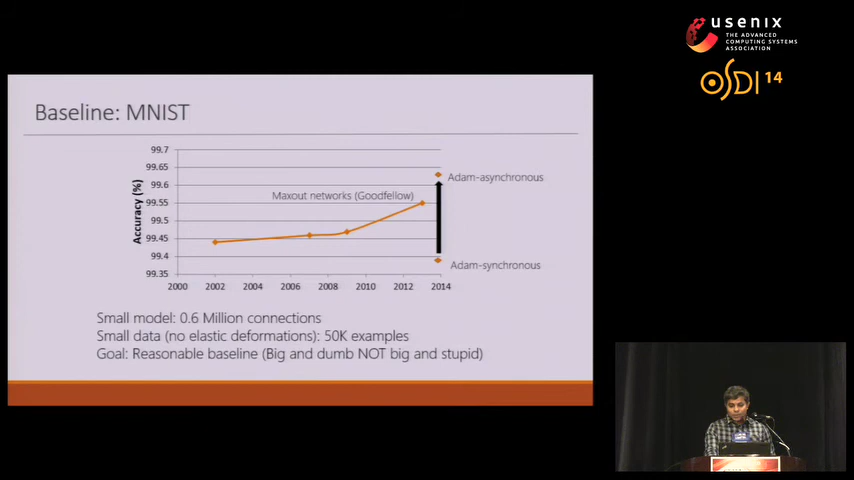 usenix
THE ADVANCED
COMPUTING SYSTEMS
ASSOCIATION
OSDI 14
Baseline: MNIST
99.7
99.65
99.6
99.55
99.5
99.45
99.4
99.35
Accuracy (%)
Maxout networks (Goodfellow)
Adam-asynchronous
Adam-synchronous
2000 2002 2004 2006 2008 2010 2012 2014
Small model: 0.6 Million connections
Small data (no elastic deformations): 50K examples
Goal: Reasonable baseline (Big and dumb NOT big and stupid)